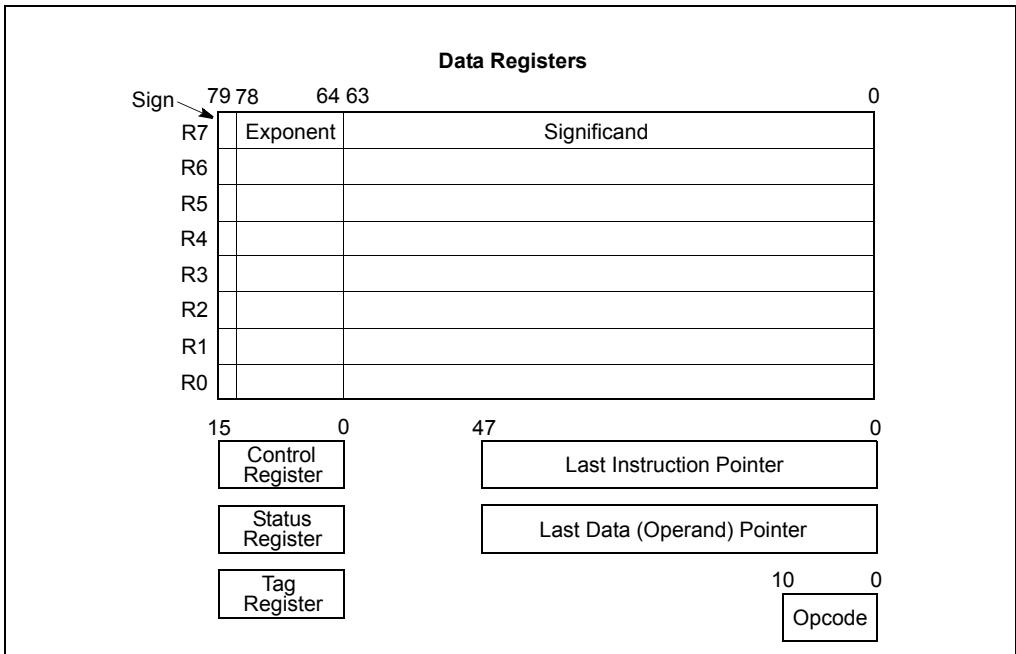 Data Registers
Sign 79 78 64 63 0
R7 Exponent Significand
R6
R5
R4
R3
R2
R1
R0
15 0 47 0
Control
Register
Last Instruction Pointer
Status
Register
Last Data (Operand) Pointer
Tag
Register
10 0
Opcode